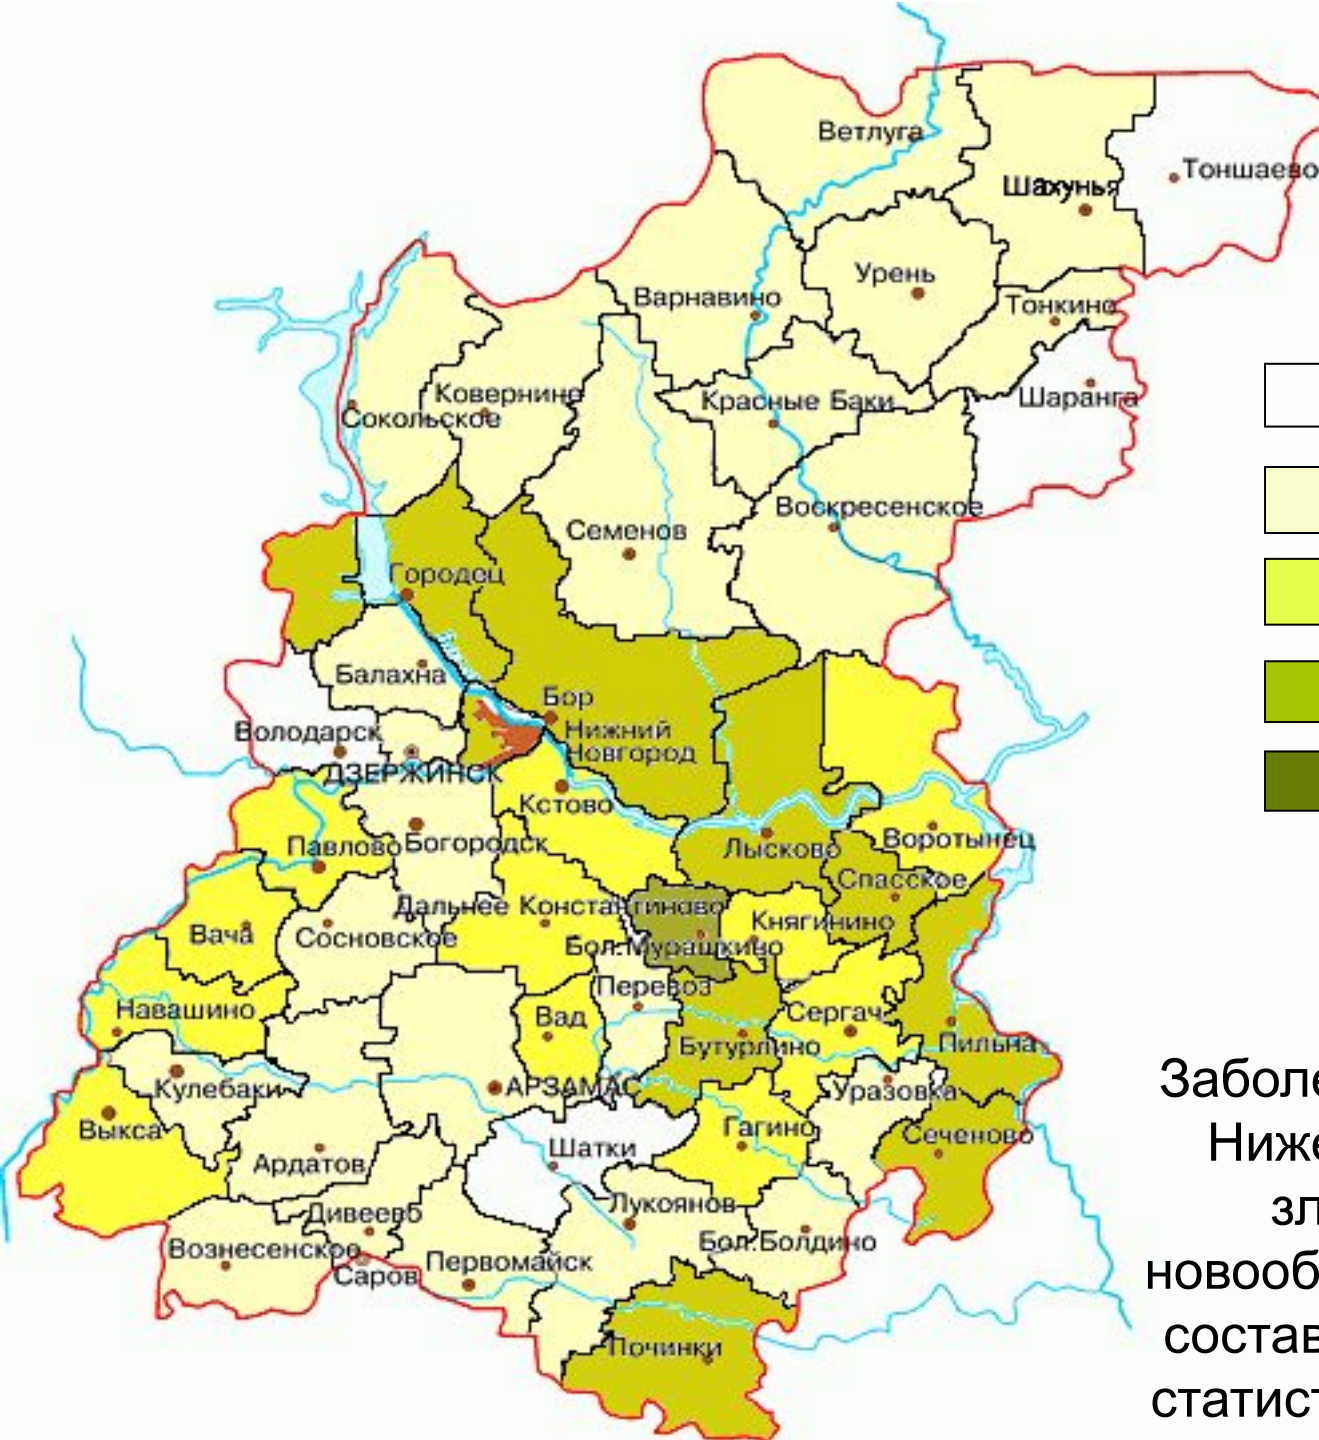 Ветлуга
Тоншаево
Шахунья
Урень
Варнавино
Тонкино
Ковернино
Красные Баки
Шаранга
Сокольское
Воскресенское
Семенов
Городец
Балахна
Бор
Володарск
Нижний
Новгород
ДЗЕРЖИНСК
Кстово
Павлово
Богородск
Лысково
Воротынец
Спасское
Дальнее Константиново
Княгинино
Вача
Сосновское
Бол.Мурашкино
Перевоз
Навашино
Вад
Сергач
Бутурлино
Пильна
Кулебаки
АРЗАМАС
Уразовка
Выкса
Гагино
Сеченово
Шатки
Ардатов
Лукоянов
Дивеевб
Бол.Болдино
Вознесенское
Первомайск
Саров
Починки
Заболе
Ниже
зл
новооб
состав
статист